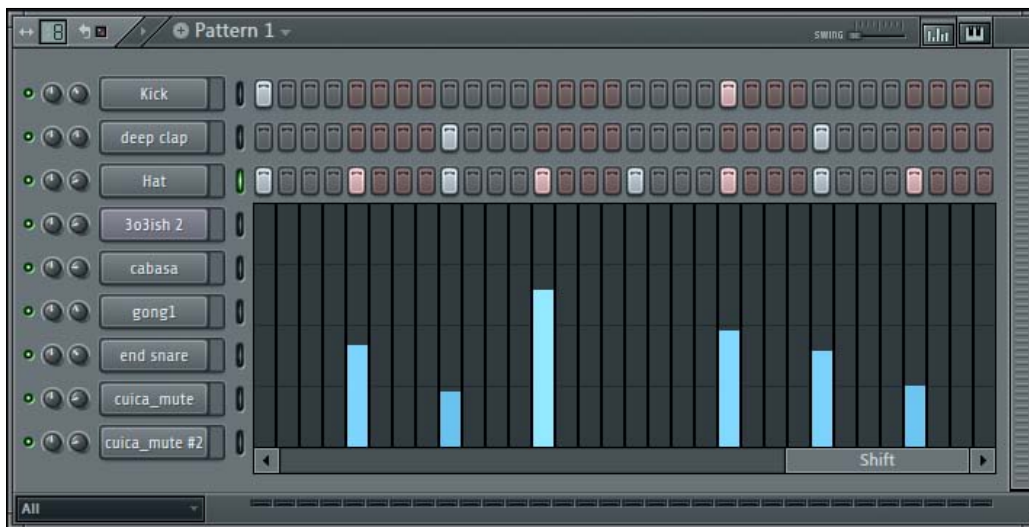 8
Pattern 1
SWING
Kick
deep clap
Hat
3o3ish 2
cabasa
gong1
end snare
cuica_mute
cuica_mute #2
Shift
All